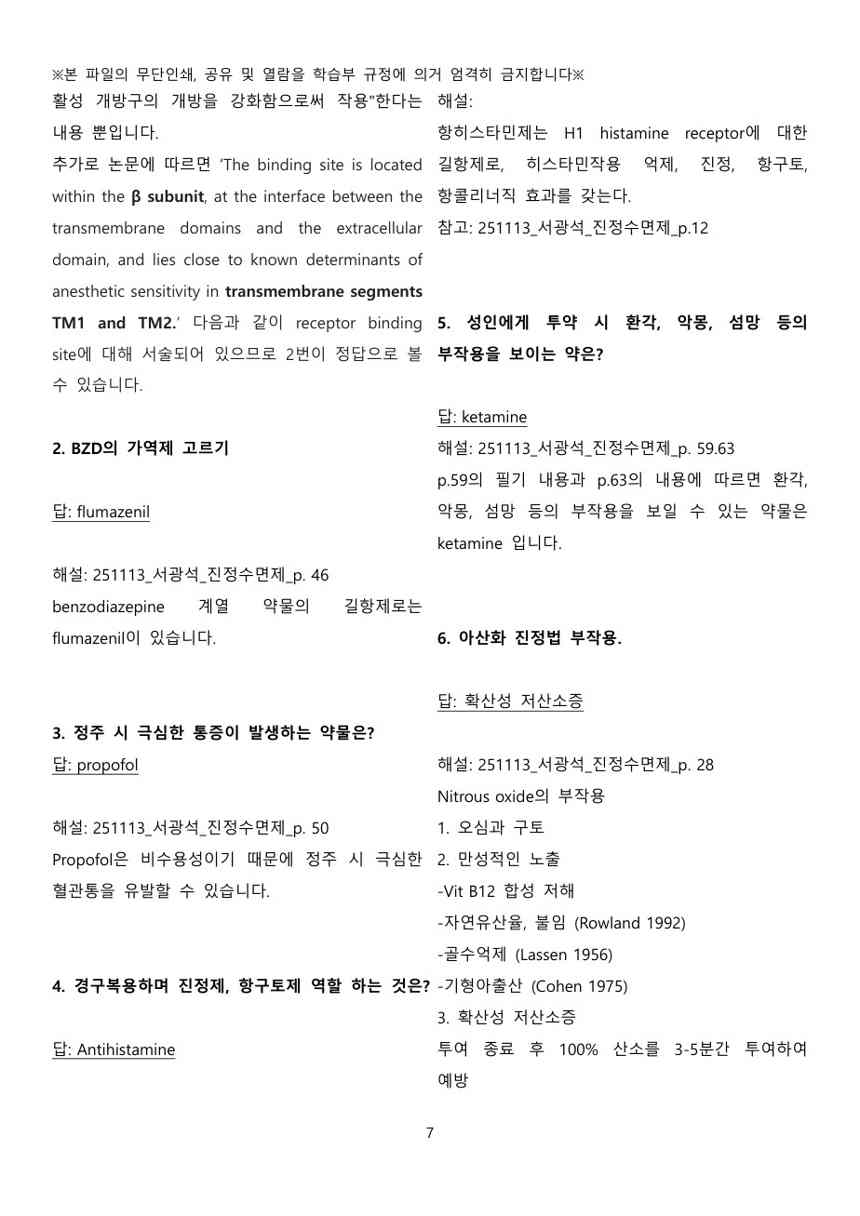 ※본 파일의 무단인쇄, 공유 및 열람을 학습부 규정에 의거 엄격히 금지합니다※
활성 개방구의 개방을 강화함으로써 작용"한다는
내용 뿐입니다.
추가로 논문에 따르면 ‘The binding site is located
within the β subunit, at the interface between the
transmembrane domains and the extracellular
domain, and lies close to known determinants of
anesthetic sensitivity in transmembrane segments
TM1 and TM2.’ 다음과 같이 receptor binding
site에 대해 서술되어 있으므로 2번이 정답으로 볼
수 있습니다.
2. BZD의 가역제 고르기
답: flumazenil
해설: 251113_서광석_진정수면제_p. 46
benzodiazepine 계열 약물의 길항제로는
flumazenil이 있습니다.
3. 정주 시 극심한 통증이 발생하는 약물은?
답: propofol
해설: 251113_서광석_진정수면제_p. 50
Propofol은 비수용성이기 때문에 정주 시 극심한
혈관통을 유발할 수 있습니다.
4. 경구복용하며 진정제, 항구토제 역할 하는 것은?
답: Antihistamine
해설:
항히스타민제는 H1 histamine receptor에 대한
길항제로, 히스타민작용 억제, 진정, 항구토,
항콜리너직 효과를 갖는다.
참고: 251113_서광석_진정수면제_p.12
5. 성인에게 투약 시 환각, 악몽, 섬망 등의
부작용을 보이는 약은?
답: ketamine
해설: 251113_서광석_진정수면제_p. 59.63
p.59의 필기 내용과 p.63의 내용에 따르면 환각,
악몽, 섬망 등의 부작용을 보일 수 있는 약물은
ketamine 입니다.
6. 아산화 진정법 부작용.
답: 확산성 저산소증
해설: 251113_서광석_진정수면제_p. 28
Nitrous oxide의 부작용
1. 오심과 구토
2. 만성적인 노출
-Vit B12 합성 저해
-자연유산율, 불임 (Rowland 1992)
-골수억제 (Lassen 1956)
-기형아출산 (Cohen 1975)
3. 확산성 저산소증
투여 종료 후 100% 산소를 3-5분간 투여하여
예방
7